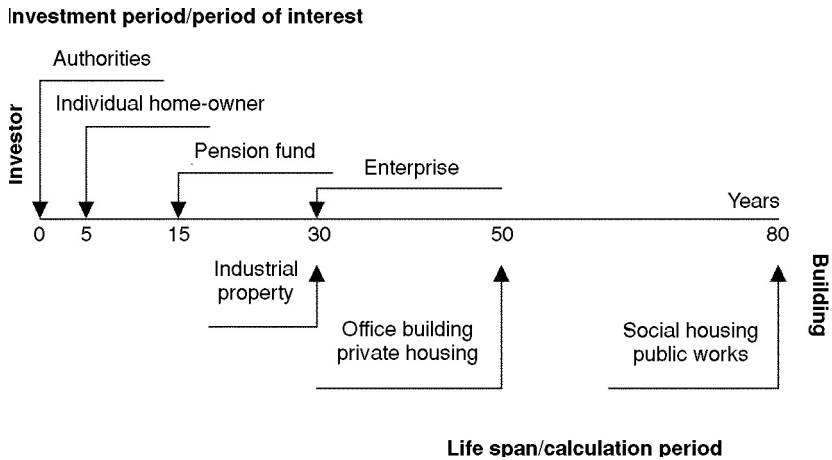 Investment period/period of interest
Authorities
Individual home-owner
Pension fund
Enterprise
Investor
Years
0 5 15 30 50 80
Industrial
property
Office building
private housing
Social housing
public works
Building
Life span/calculation period